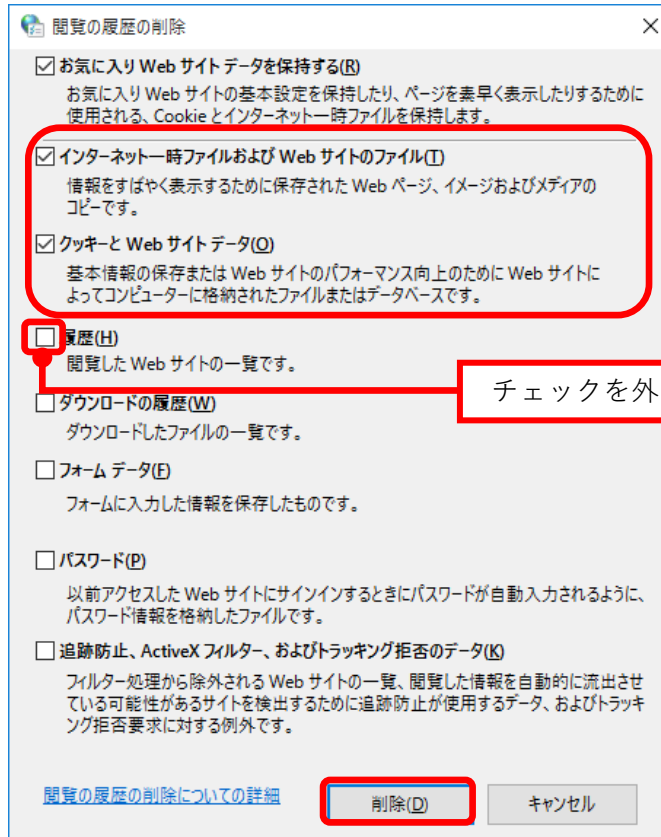 閲覧の履歴の削除
お気に入り Web サイト データを保持する(R)
お気に入り Web サイトの基本設定を保持したり、ページを素早く表示したりするために
使用される、Cookie とインターネット一時ファイルを保持します。
インターネット一時ファイルおよび Web サイトのファイル(T)
情報をすばやく表示するために保存された Web ページ、イメージおよびメディアの
コピーです。
クッキーと Web サイト データ(O)
基本情報の保存または Web サイトのパフォーマンス向上のために Web サイトに
よってコンピューターに格納されたファイルまたはデータベースです。
履歴(H)
閲覧した Web サイトの一覧です。
チェックを外
ダウンロードの履歴(W)
ダウンロードしたファイルの一覧です。
フォーム データ(F)
フォームに入力した情報を保存したものです。
パスワード(P)
以前アクセスした Web サイトにサインインするときにパスワードが自動入力されるように、
パスワード情報を格納したファイルです。
追跡防止、ActiveX フィルター、およびトラッキング拒否のデータ(K)
フィルター処理から除外される Web サイトの一覧、閲覧した情報を自動的に流出させ
ている可能性があるサイトを検出するために追跡防止が使用するデータ、およびトラッキ
ング拒否要求に対する例外です。
閲覧の履歴の削除についての詳細
削除(D)
キャンセル